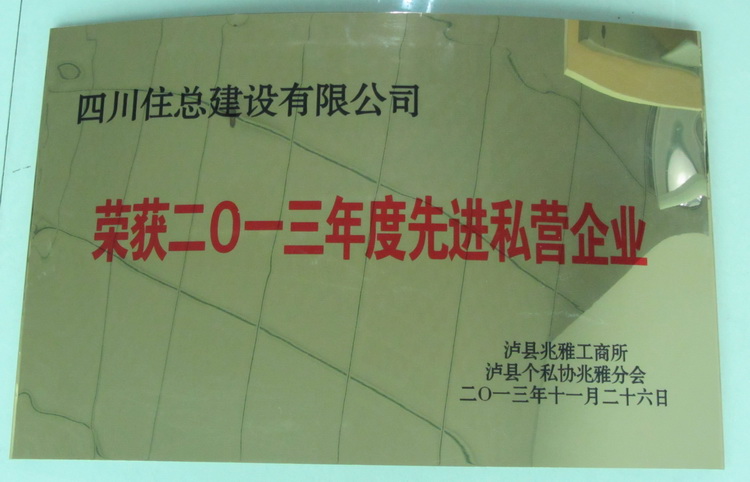 四川住总建设有限公司
荣获二〇一三年度先进私营企业
泸县兆雅工商所
泸县个私协兆雅分会
二〇一三年十一月二十六日